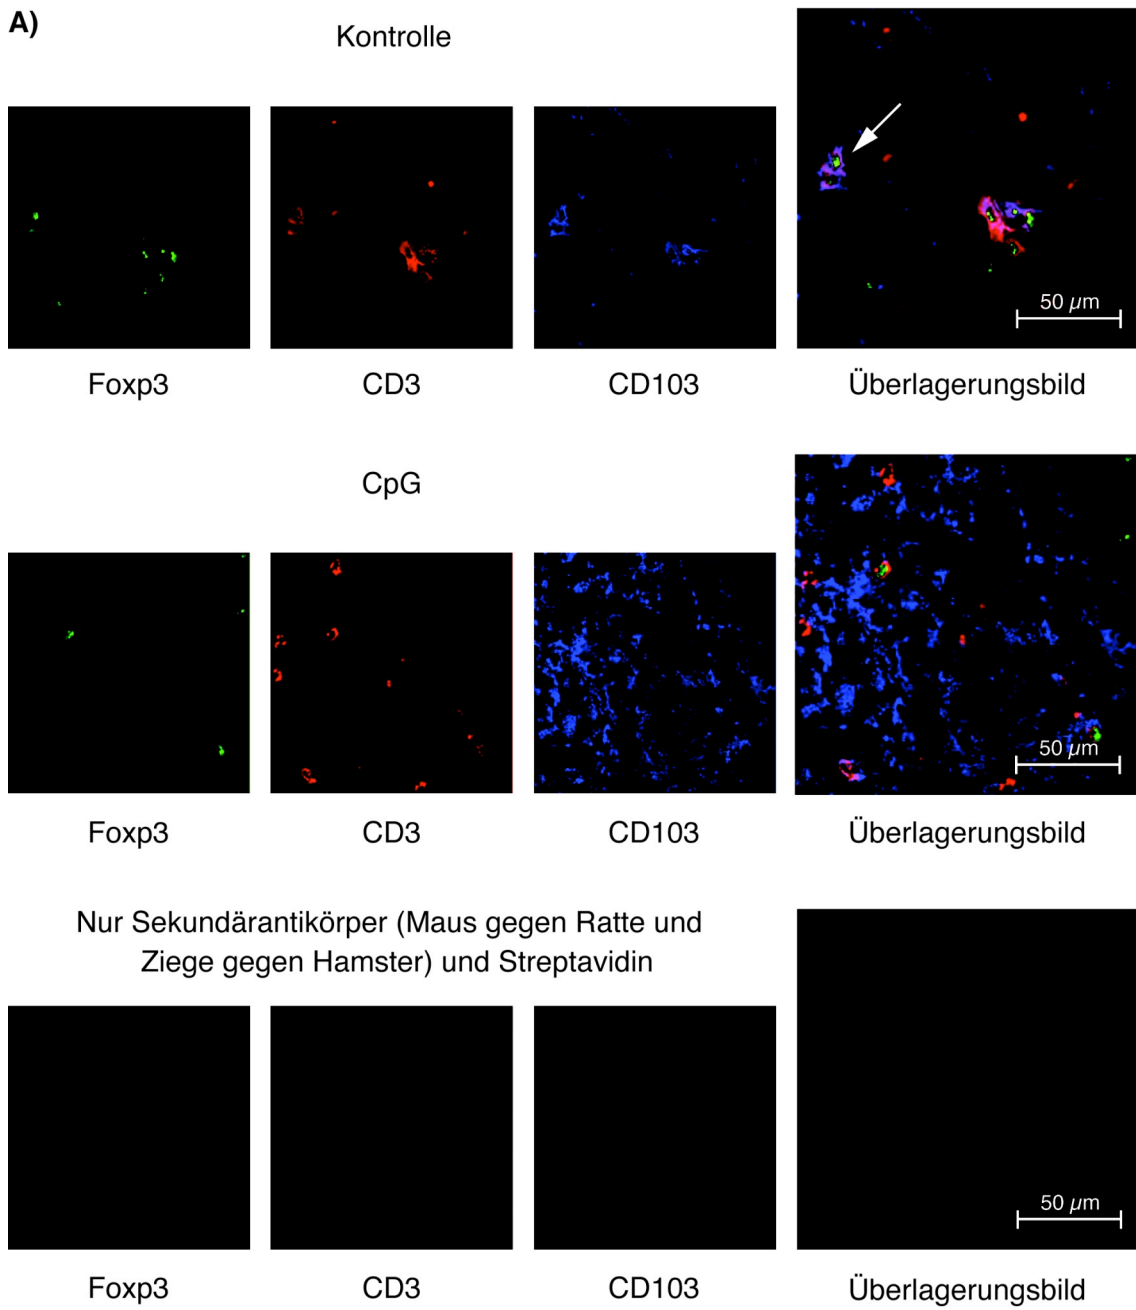 A)
Kontrolle
50 µm
Foxp3
CD3
CD103
Überlagerungsbild
CpG
50 µm
Foxp3
CD3
CD103
Überlagerungsbild
Nur Sekundärantikörper (Maus gegen Ratte und
Ziege gegen Hamster) und Streptavidin
50 µm
Foxp3
CD3
CD103
Überlagerungsbild